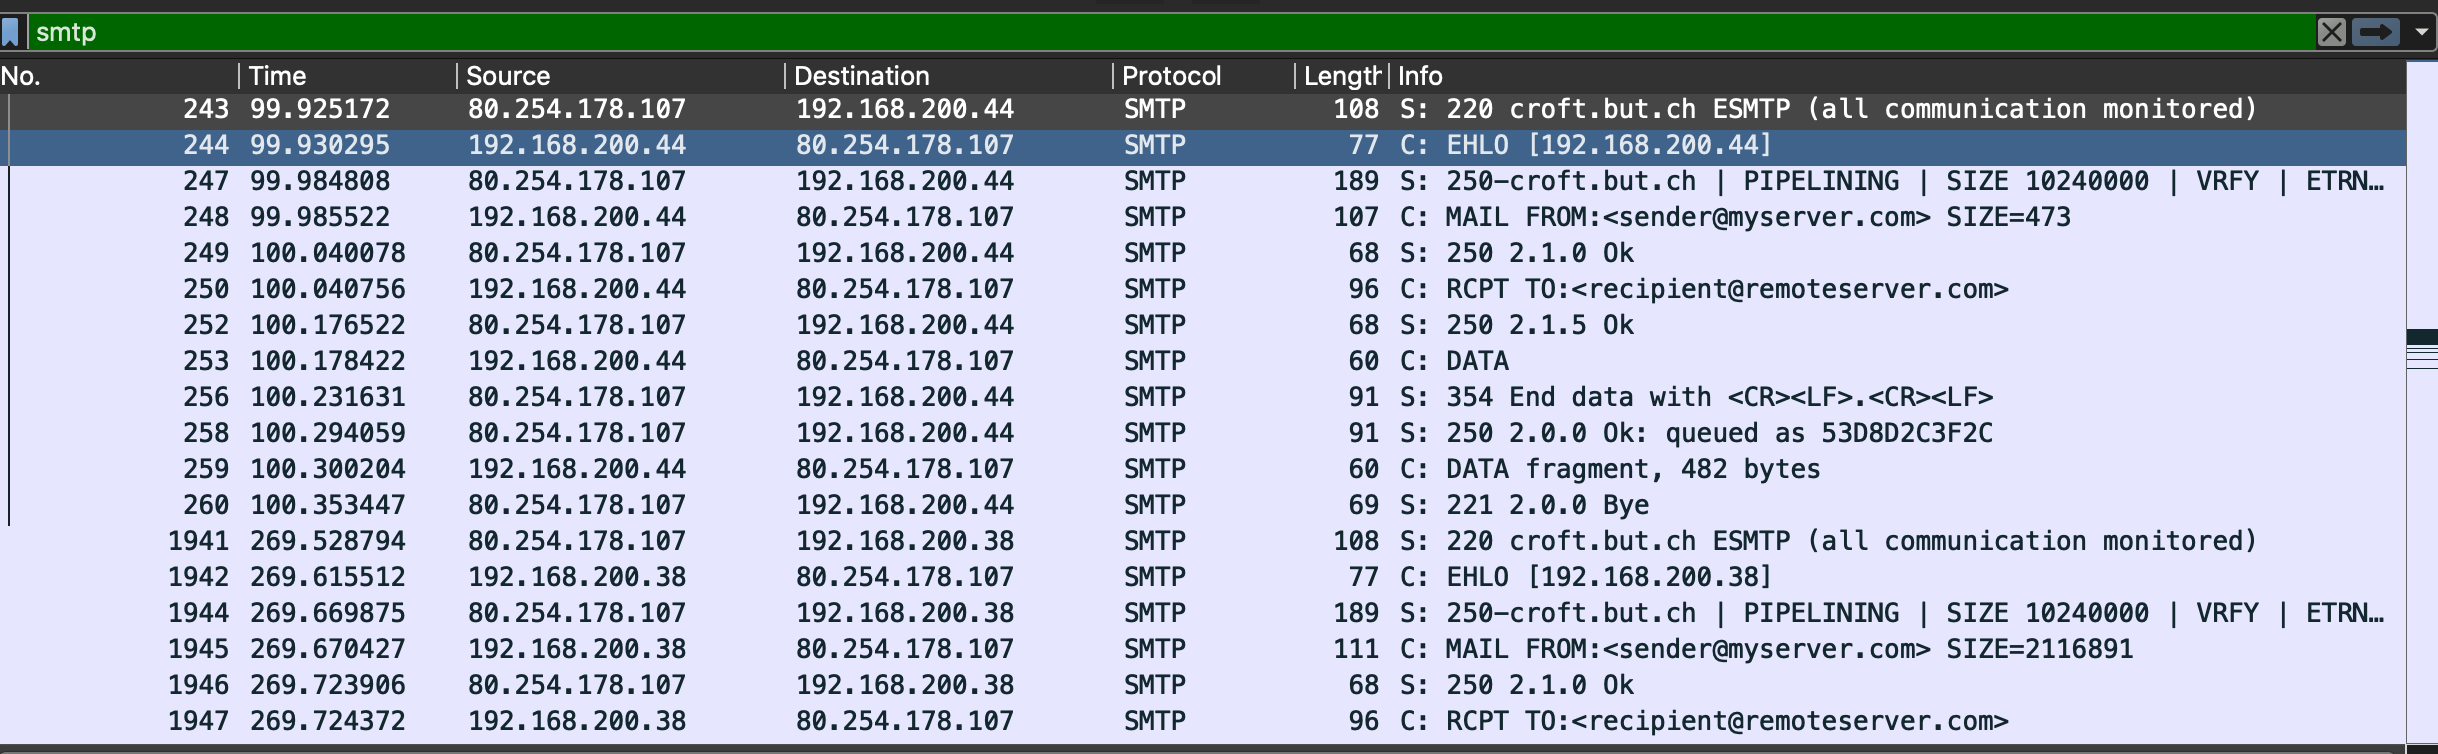 smtp
No. Time Source Destination Protocol Length Info
243 99.925172 80.254.178.107 192.168.200.44 SMTP 108 S: 220 croft.but.ch ESMTP (all communication monitored)
244 99.930295 192.168.200.44 80.254.178.107 SMTP 77 C: EHLO [192.168.200.44]
247 99.984808 80.254.178.107 192.168.200.44 SMTP 189 S: 250-croft.but.ch | PIPELINING | SIZE 10240000 | VRFY | ETRN…
248 99.985522 192.168.200.44 80.254.178.107 SMTP 107 C: MAIL FROM:<sender@myserver.com> SIZE=473
249 100.040078 80.254.178.107 192.168.200.44 SMTP 68 S: 250 2.1.0 Ok
250 100.040756 192.168.200.44 80.254.178.107 SMTP 96 C: RCPT TO:<recipient@remoteserver.com>
252 100.176522 80.254.178.107 192.168.200.44 SMTP 68 S: 250 2.1.5 Ok
253 100.178422 192.168.200.44 80.254.178.107 SMTP 60 C: DATA
256 100.231631 80.254.178.107 192.168.200.44 SMTP 91 S: 354 End data with <CR><LF>.<CR><LF>
258 100.294059 80.254.178.107 192.168.200.44 SMTP 91 S: 250 2.0.0 Ok: queued as 53D8D2C3F2C
259 100.300204 192.168.200.44 80.254.178.107 SMTP 60 C: DATA fragment, 482 bytes
260 100.353447 80.254.178.107 192.168.200.44 SMTP 69 S: 221 2.0.0 Bye
1941 269.528794 80.254.178.107 192.168.200.38 SMTP 108 S: 220 croft.but.ch ESMTP (all communication monitored)
1942 269.615512 192.168.200.38 80.254.178.107 SMTP 77 C: EHLO [192.168.200.38]
1944 269.669875 80.254.178.107 192.168.200.38 SMTP 189 S: 250-croft.but.ch | PIPELINING | SIZE 10240000 | VRFY | ETRN…
1945 269.670427 192.168.200.38 80.254.178.107 SMTP 111 C: MAIL FROM:<sender@myserver.com> SIZE=2116891
1946 269.723906 80.254.178.107 192.168.200.38 SMTP 68 S: 250 2.1.0 Ok
1947 269.724372 192.168.200.38 80.254.178.107 SMTP 96 C: RCPT TO:<recipient@remoteserver.com>